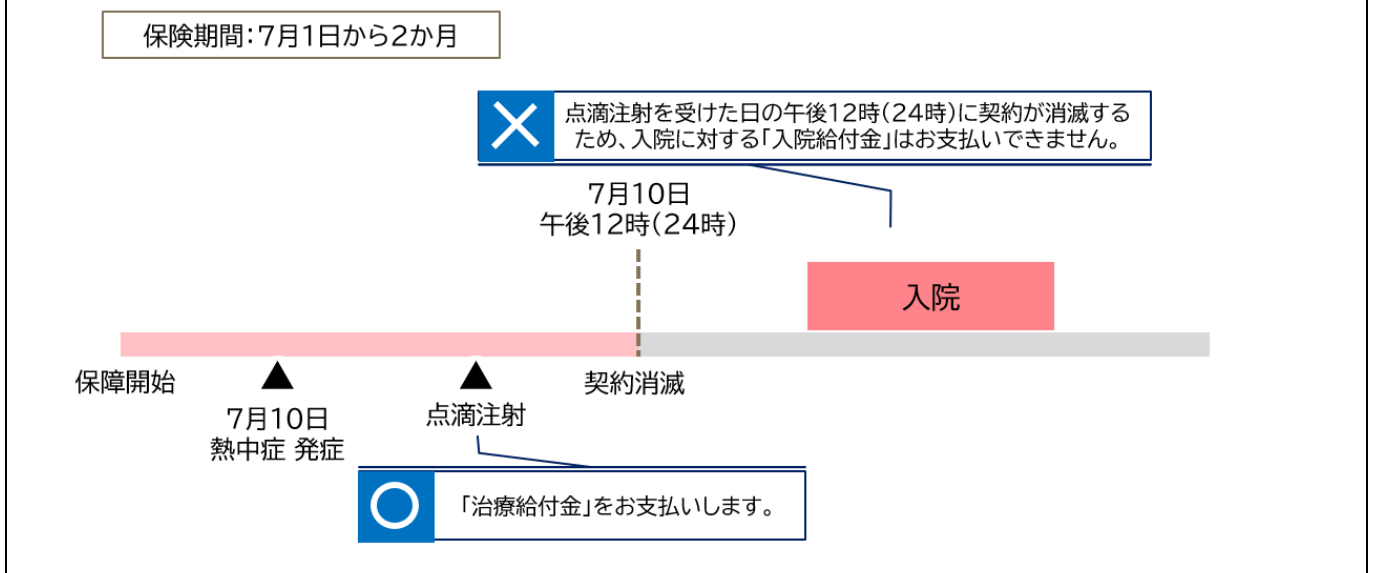 保険期間:7月1日から2か月
点滴注射を受けた日の午後12時(24時)に契約が消滅する
ため、入院に対する「入院給付金」はお支払いできません。
7月10日
午後12時(24時)
入院
保障開始
7月10日
熱中症 発症
点滴注射
契約消滅
「治療給付金」をお支払いします。